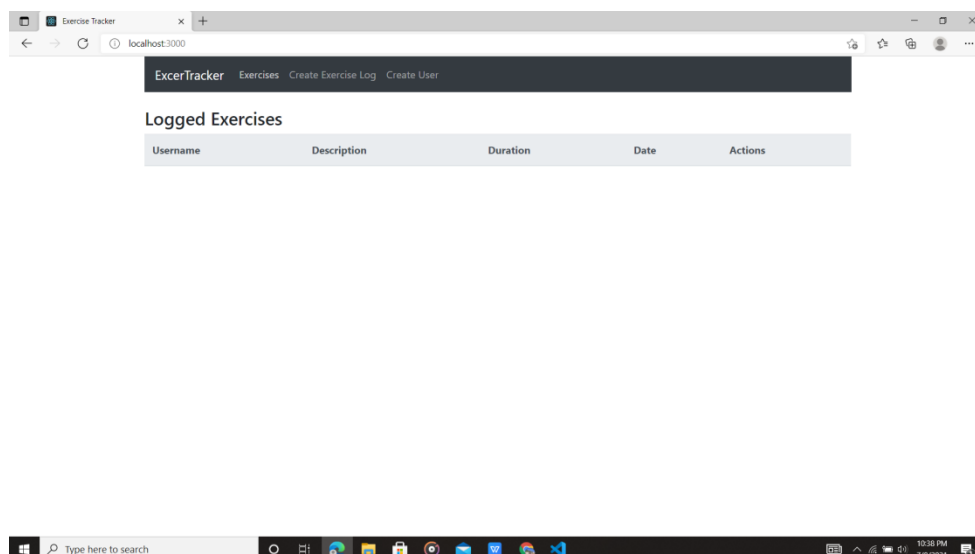 Exercise Tracker
localhost:3000
ExcerTracker Exercises Create Exercise Log Create User
Logged Exercises
Username Description Duration Date Actions
Type here to search
10:38 PM